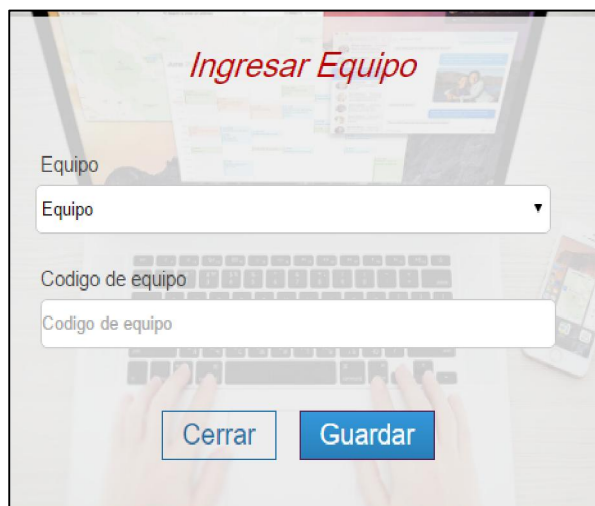 Ingresar Equipo
Equipo
Equipo
Codigo de equipo
Codigo de equipo
Cerrar
Guardar